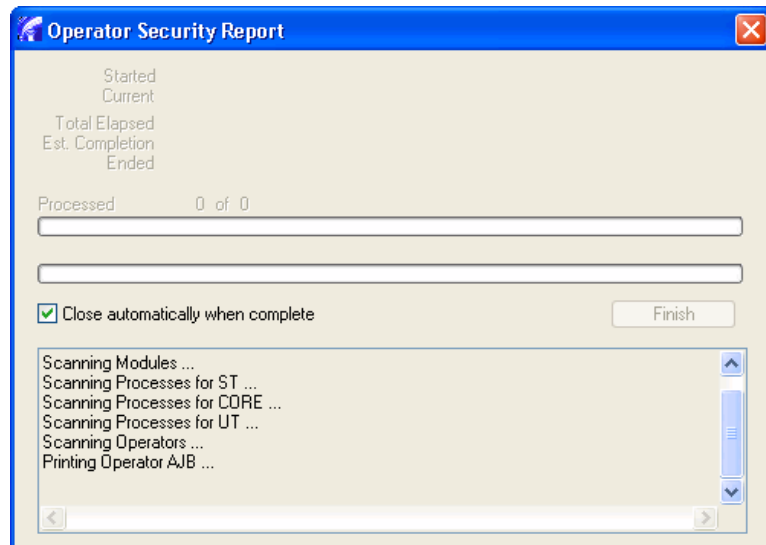 Operator Security Report
Started
Current
Total Elapsed
Est. Completion
Ended
Processed 0 of 0
Close automatically when complete
Finish
Scanning Modules ...
Scanning Processes for ST ...
Scanning Processes for CORE ...
Scanning Processes for UT ...
Scanning Operators ...
Printing Operator AJB ...